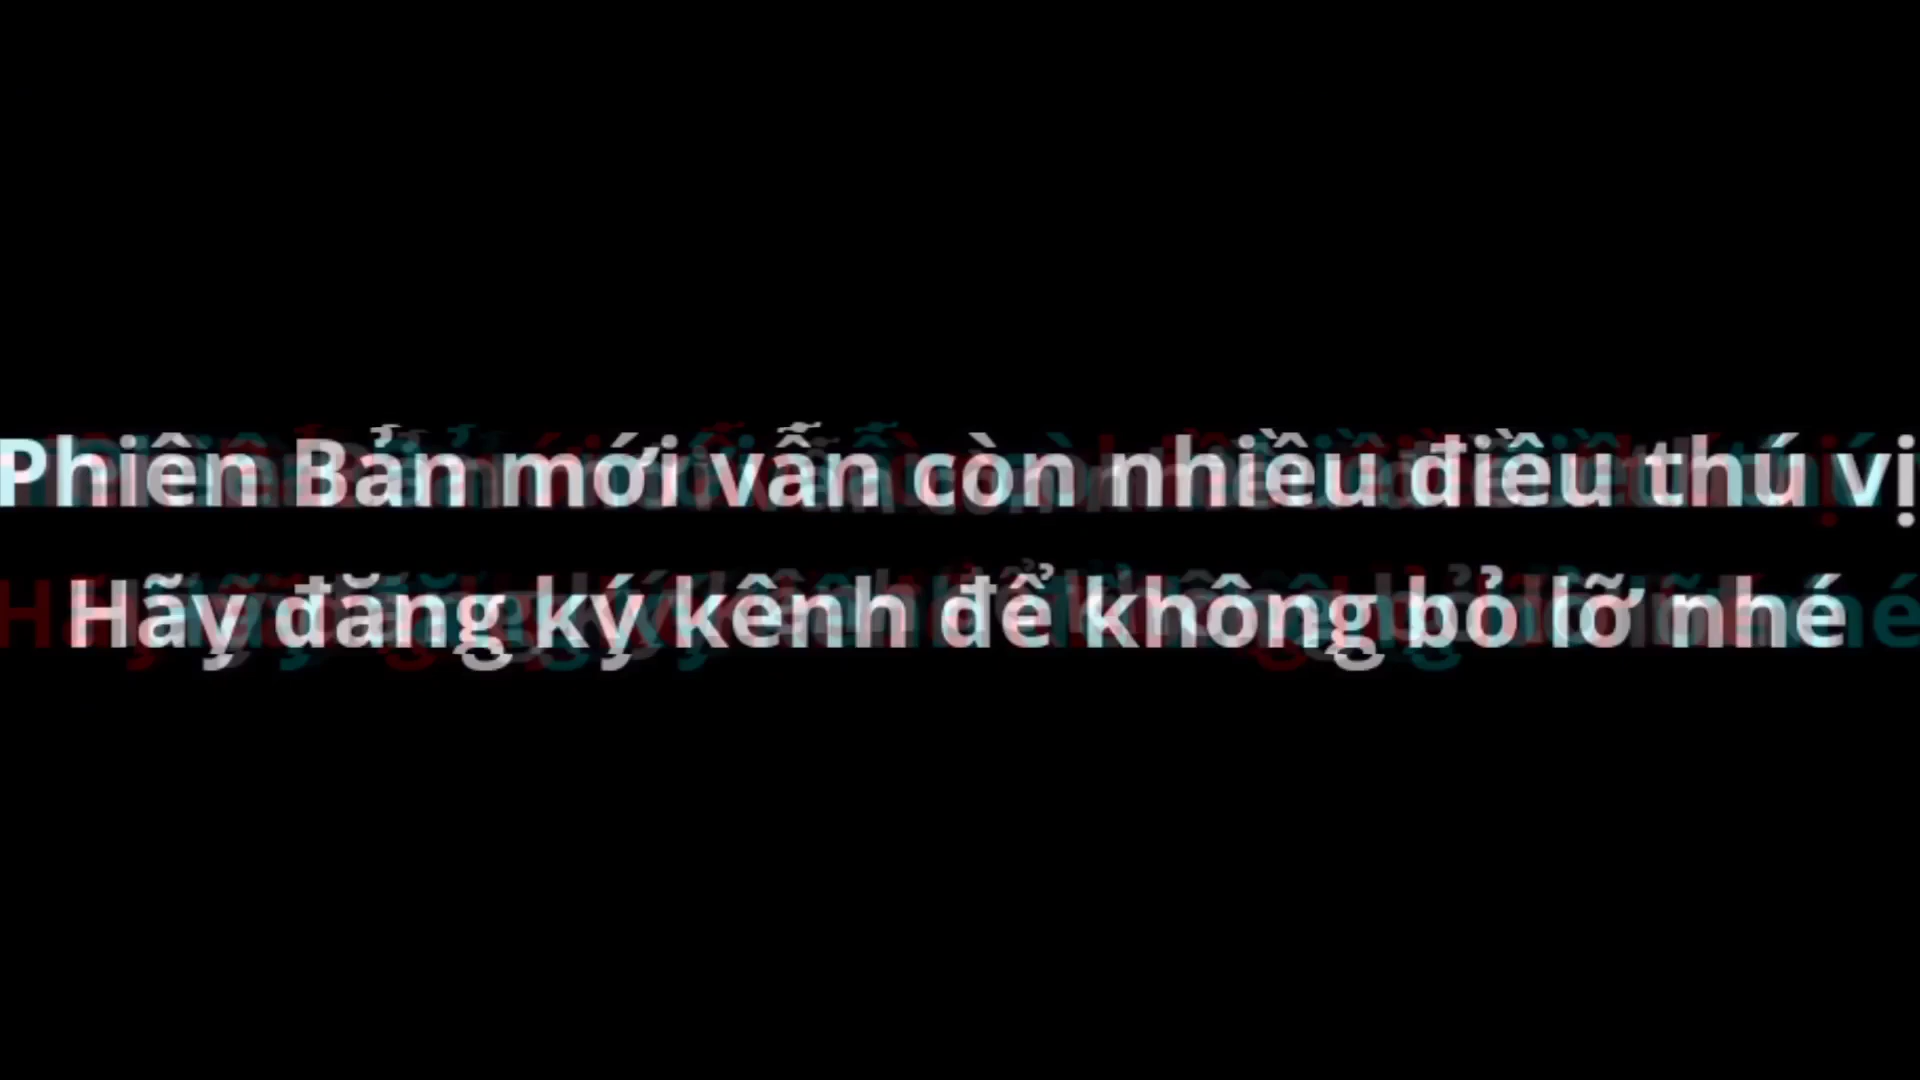 Phiên Bản mới vẫn còn nhiều điều thú vị
Hãy đăng ký kênh để không bỏ lỡ nhé